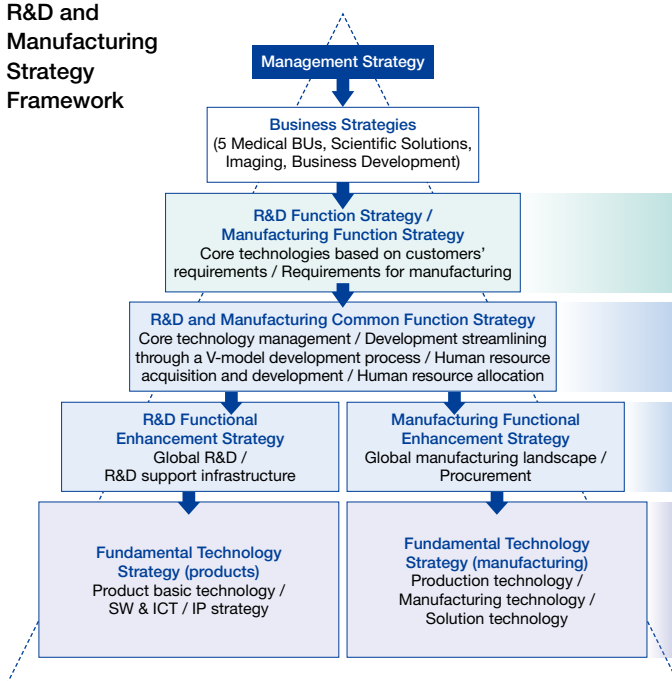 R&D and
Manufacturing
Strategy
Framework
Management Strategy
Business Strategies
(5 Medical BUs, Scientific Solutions,
Imaging, Business Development)
R&D Function Strategy /
Manufacturing Function Strategy
Core technologies based on customers’
requirements / Requirements for manufacturing
R&D and Manufacturing Common Function Strategy
Core technology management / Development streamlining
through a V-model development process / Human resource
acquisition and development / Human resource allocation
R&D Functional
Enhancement Strategy
Global R&D /
R&D support infrastructure
Manufacturing Functional
Enhancement Strategy
Global manufacturing landscape /
Procurement
Fundamental Technology
Strategy (products)
Product basic technology /
SW & ICT / IP strategy
Fundamental Technology
Strategy (manufacturing)
Production technology /
Manufacturing technology /
Solution technology